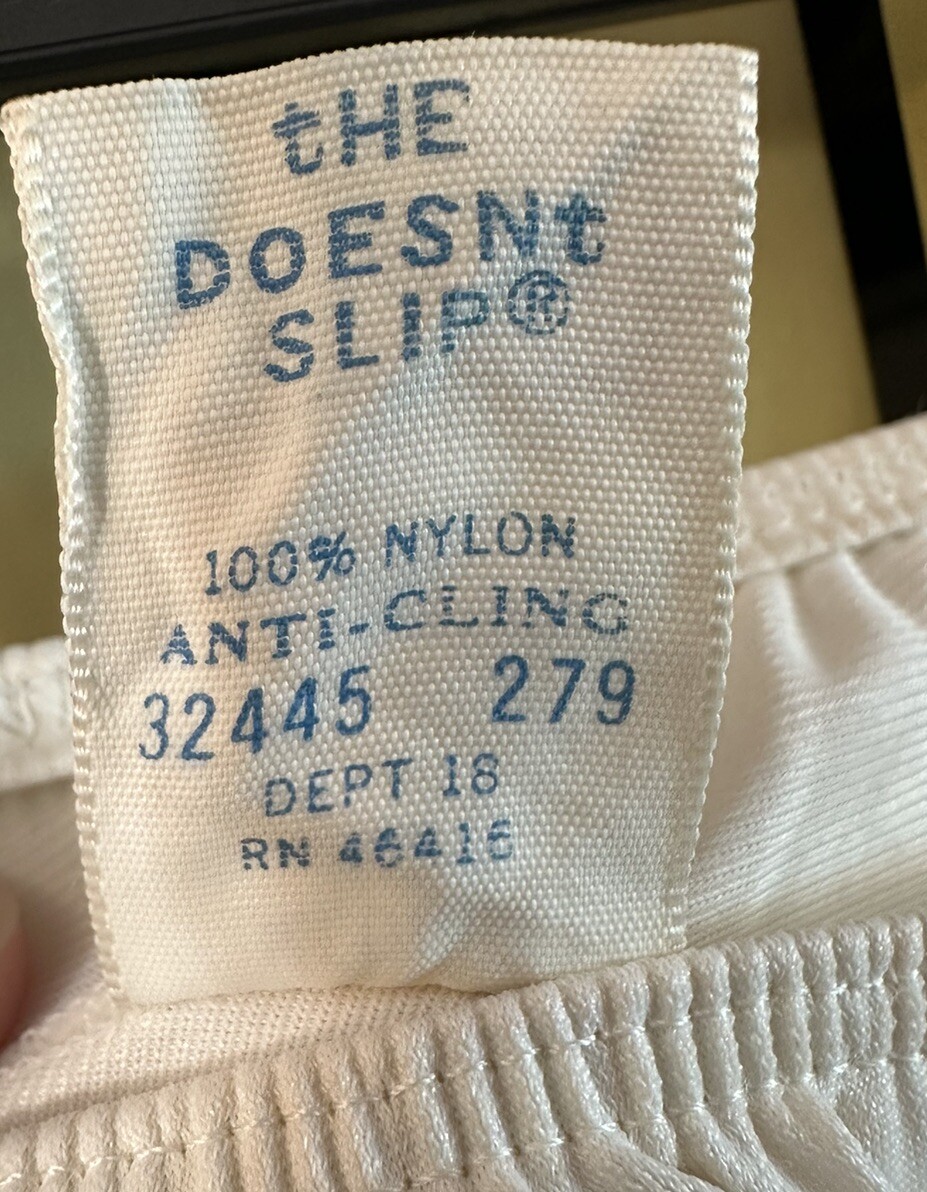 tHE
DOESNt
SLIP®
100% NYLON
ANTI-CLING
32445 279
DEPT 18
RN 46416